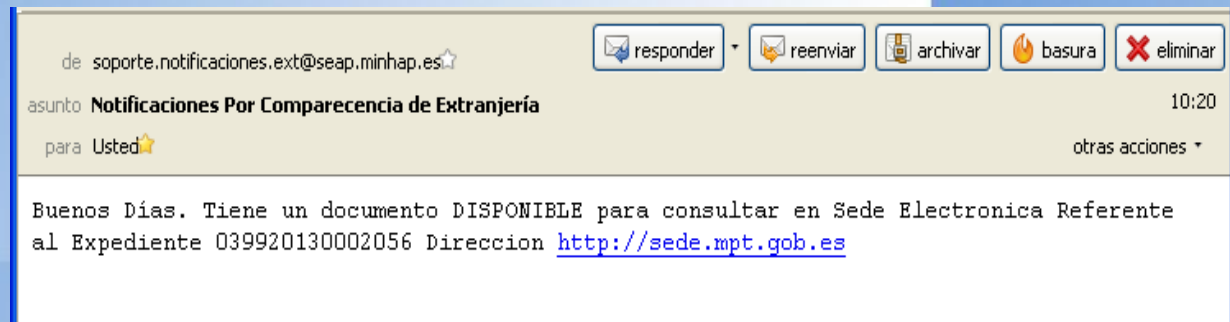 de soporte.notificaciones.ext@seap.minhap.es
responder reenviar archivar basura eliminar
asunto Notificaciones Por Comparecencia de Extranjería 10:20
para Usted otras acciones
Buenos Días. Tiene un documento DISPONIBLE para consultar en Sede Electronica Referente
al Expediente 039920130002056 Direccion http://sede.mpt.gob.es